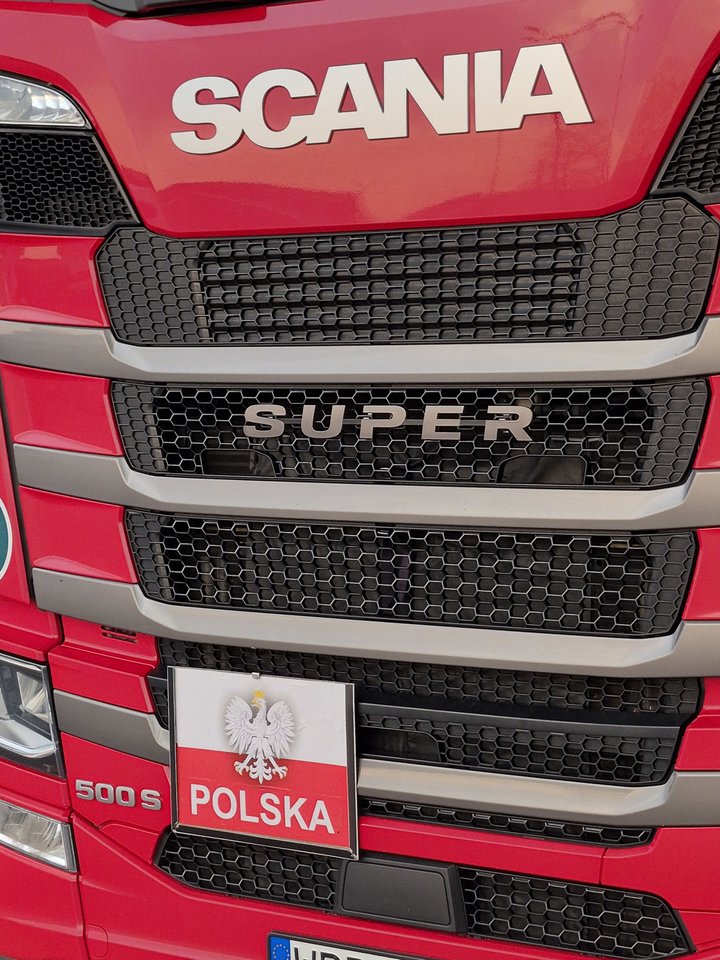 SCANIA
SUPER
500 S
POLSKA